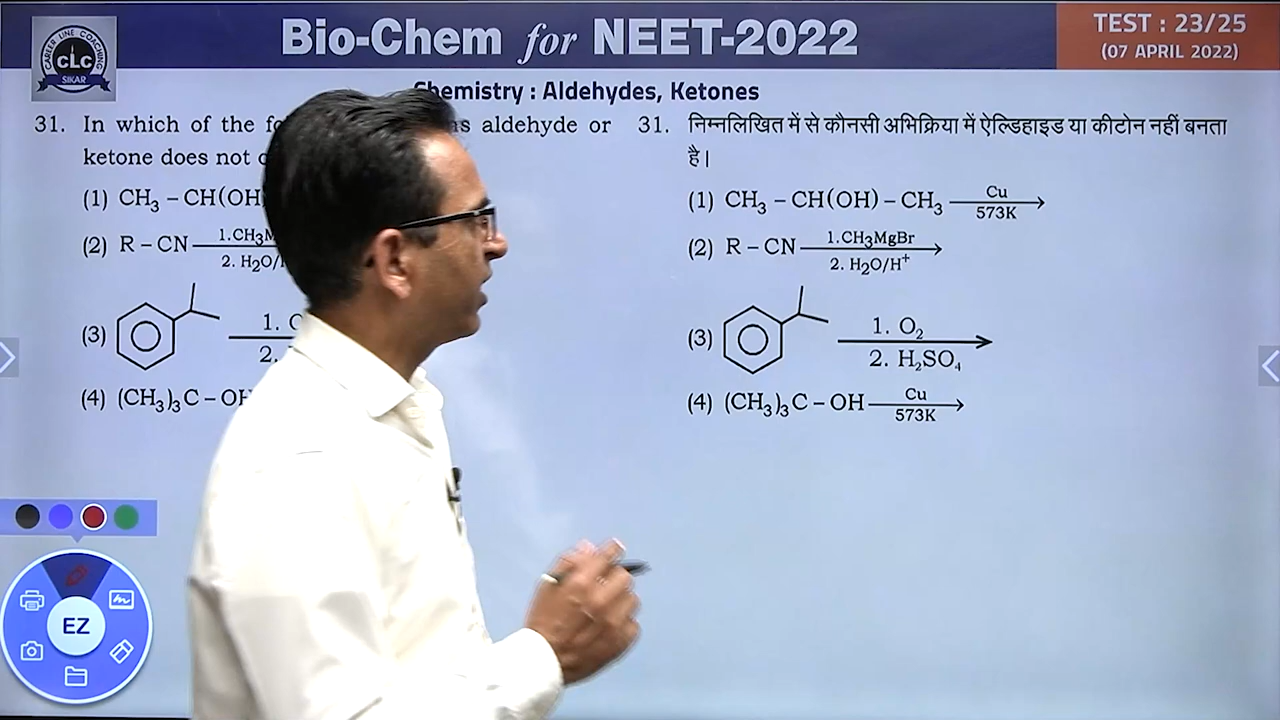 CAREER LINE COACHING
CLC
SIKAR
Bio-Chem for NEET-2022
TEST : 23/25
(07 APRIL 2022)
Chemistry : Aldehydes, Ketones
31. In which of the aldehyde or
ketone does not
(1) CH₃ – CH(OH
(2) R – CN 1.CH₃M
2. H₂O/
(3) 1.
2.
(4) (CH₃)₃C – OH
31. निम्नलिखित में से कौनसी अभिक्रिया में ऐल्डिहाइड या कीटोन नहीं बनता
है।
(1) CH₃ – CH(OH) – CH₃ Cu
573K
(2) R – CN 1.CH₃MgBr
2. H₂O/H⁺
(3) 1. O₂
2. H₂SO₄
(4) (CH₃)₃C – OH Cu
573K
EZ